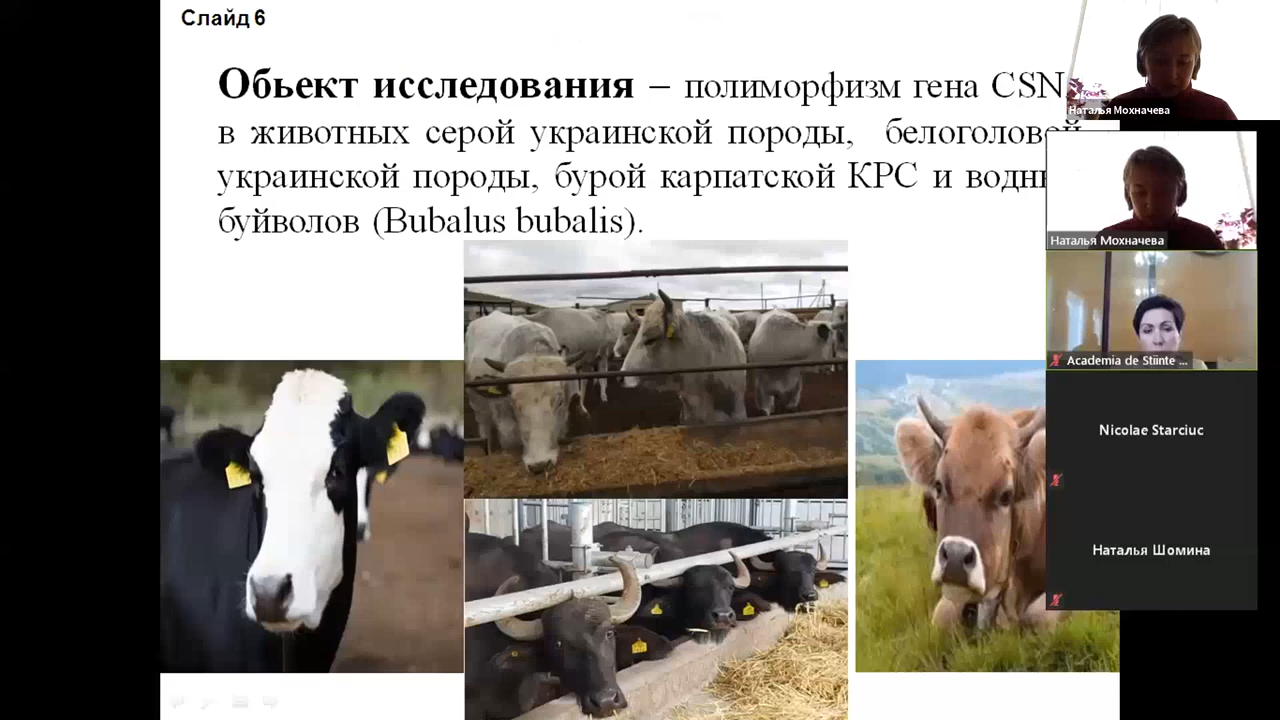 Слайд 6
Обьект исследования – полиморфизм гена CSN
в животных серой украинской породы, белоголовой
украинской породы, бурой карпатской КРС и водн
буйволов (Bubalus bubalis).
Наталья Мохначева
Наталья Мохначева
Academia de Stiinte ...
Nicolae Starciuc
Наталья Шомина